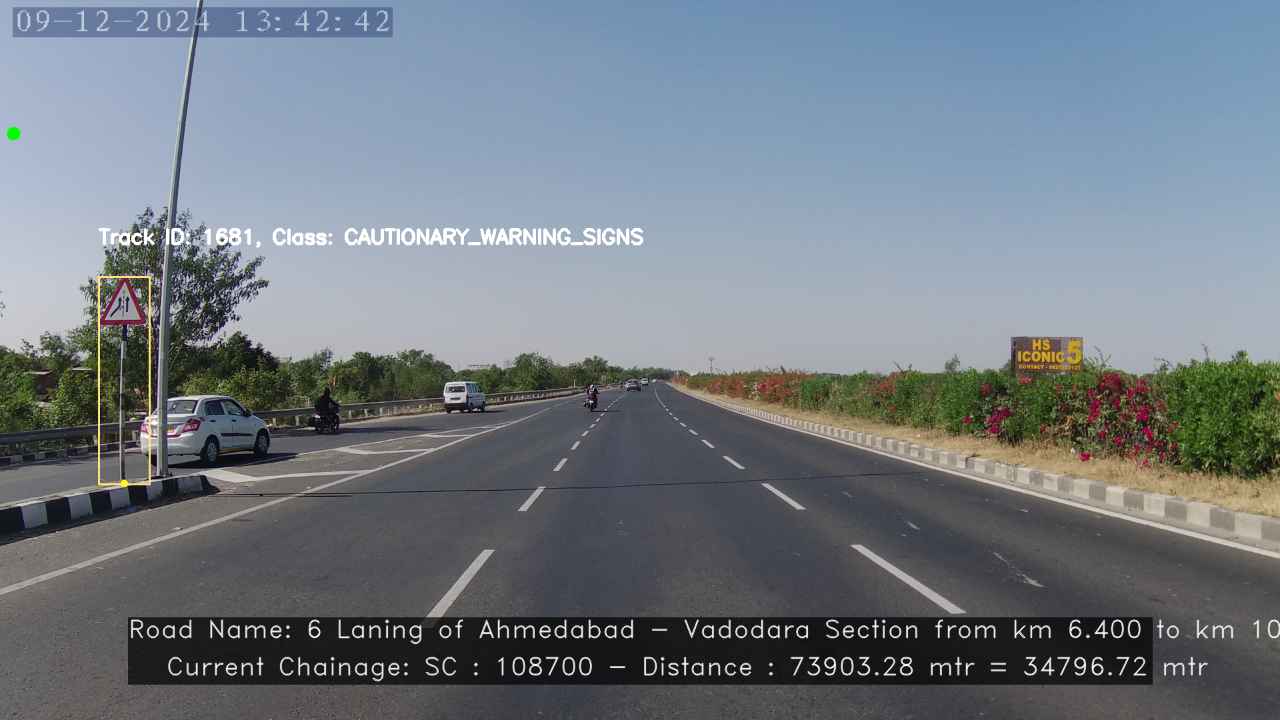 09-12-2024 13:42:42
Track ID: 1681, Class: CAUTIONARY_WARNING_SIGNS
HS
ICONIC 5
Road Name: 6 Laning of Ahmedabad - Vadodara Section from km 6.400 to km 10
Current Chainage: SC : 108700 - Distance : 73903.28 mtr = 34796.72 mtr